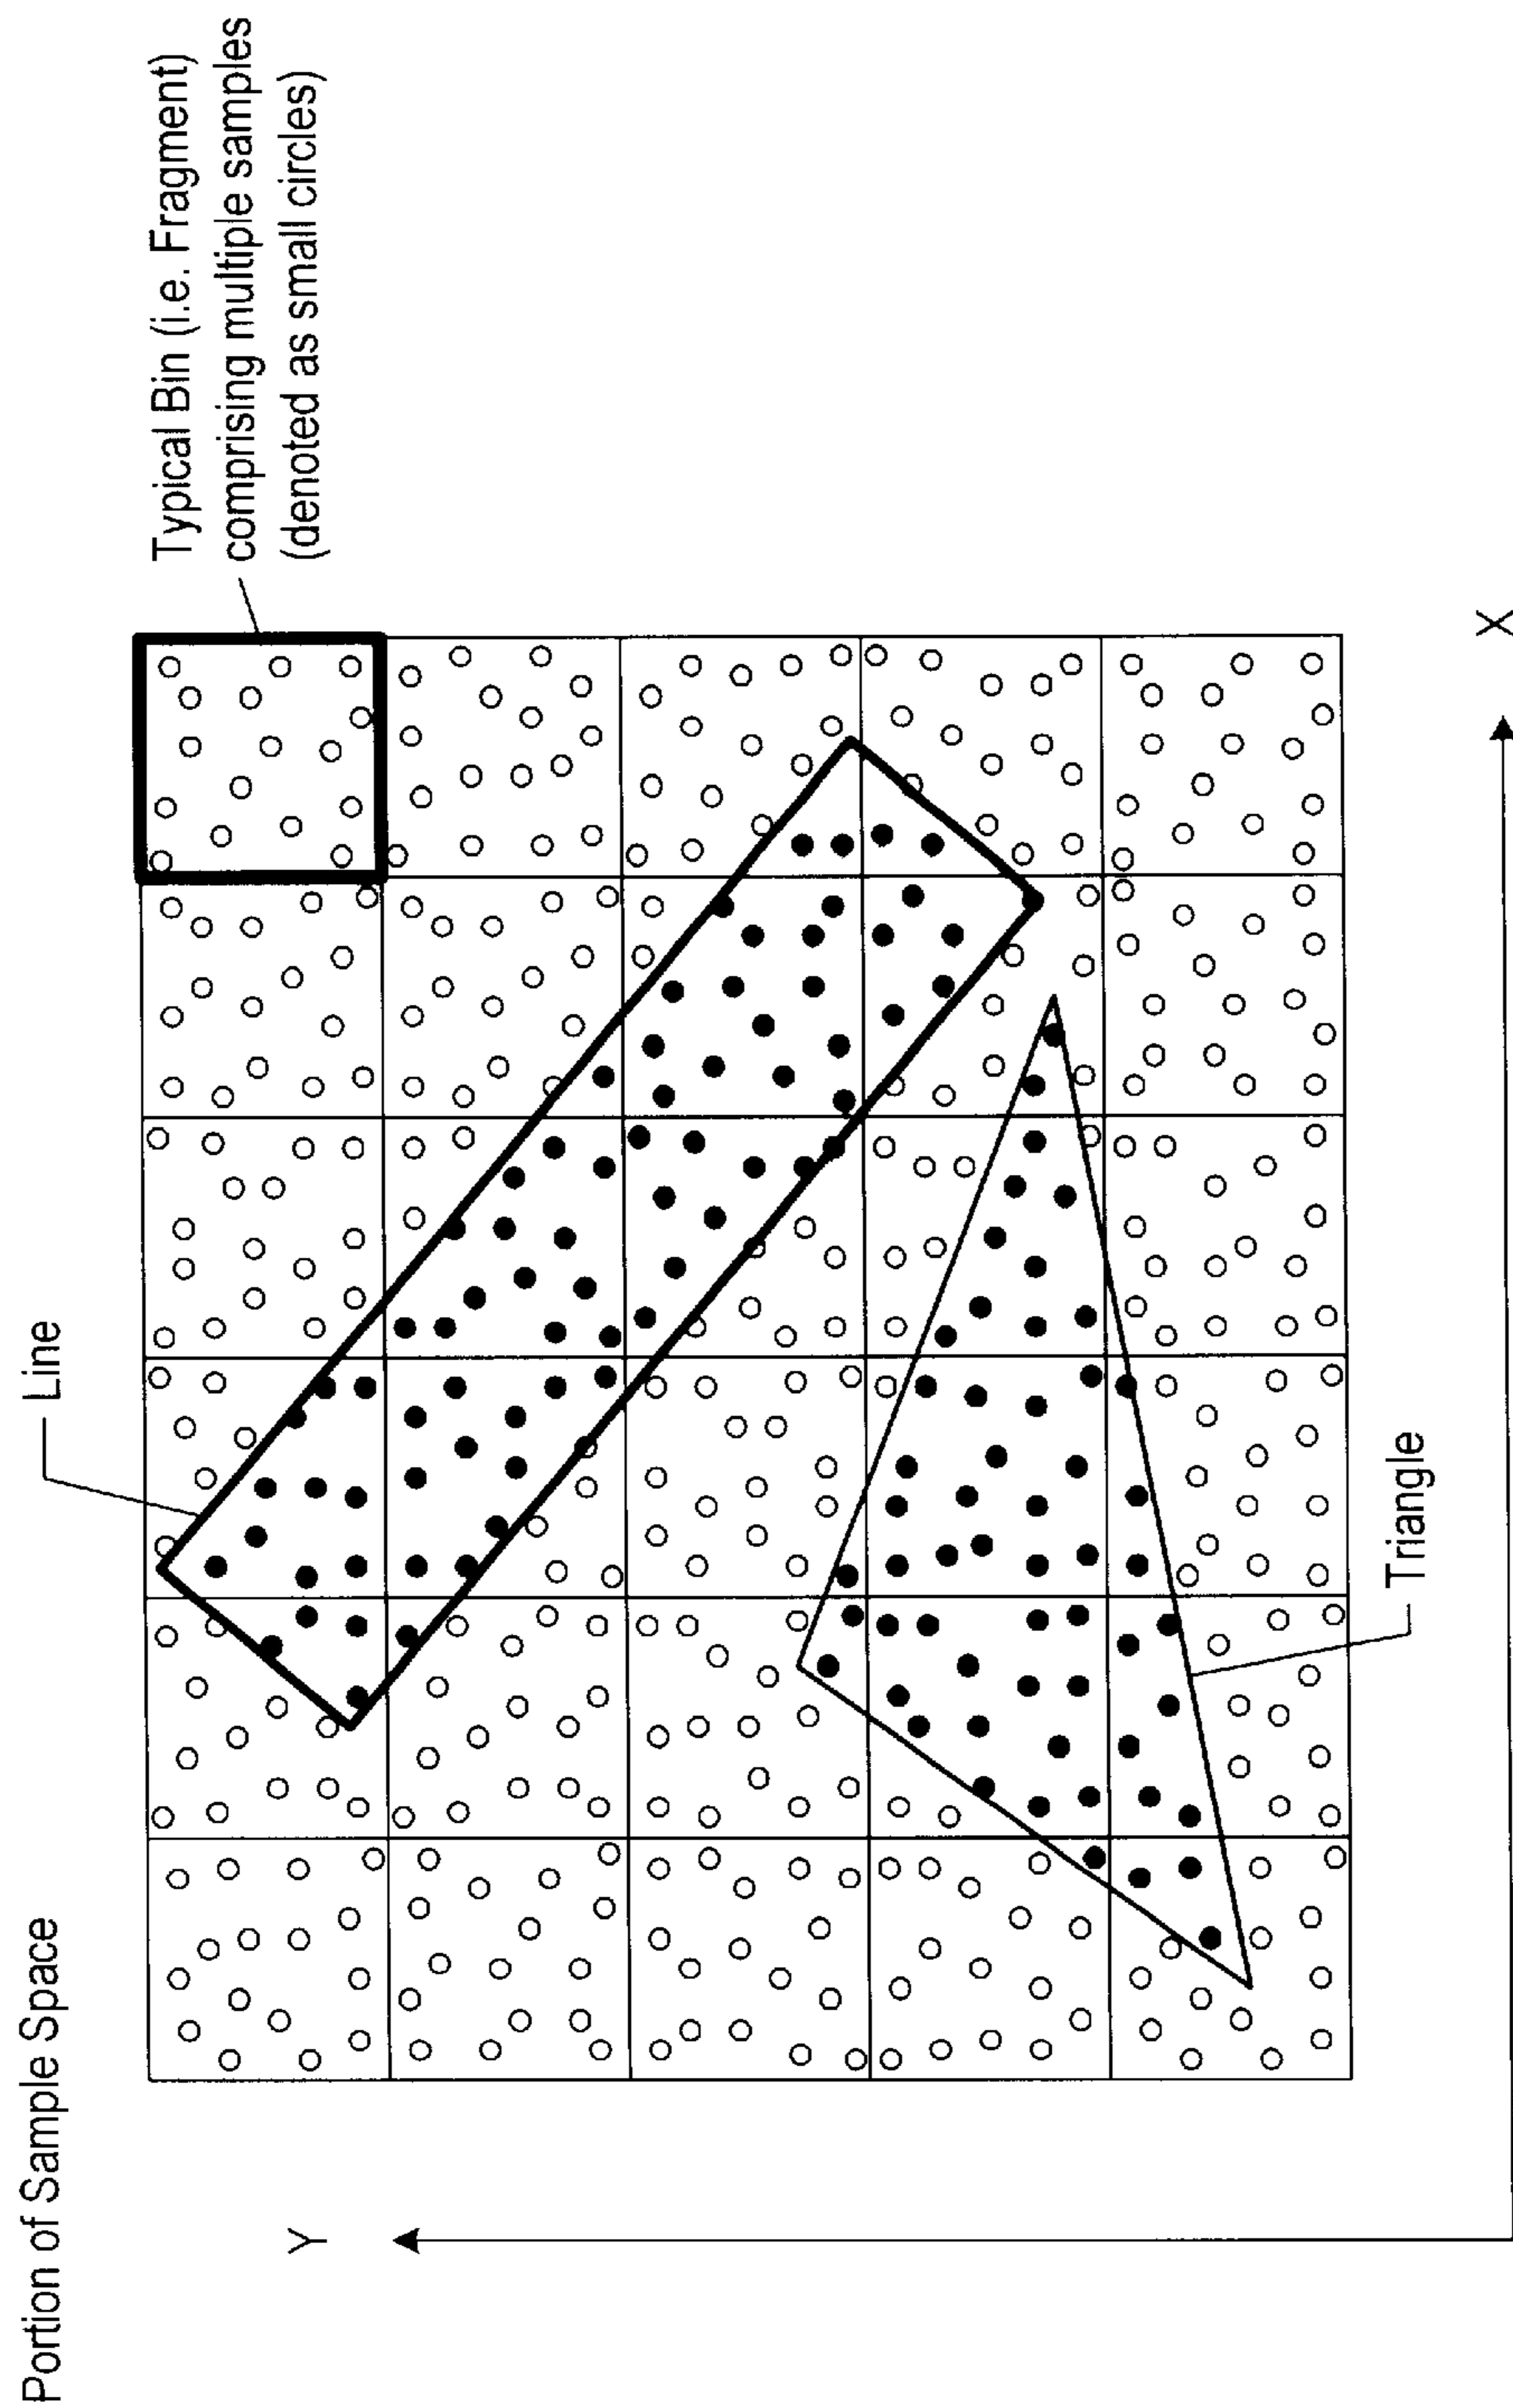 Portion of Sample Space
Line
Typical Bin (i.e. Fragment)
comprising multiple samples
(denoted as small circles)
Y
Triangle
X